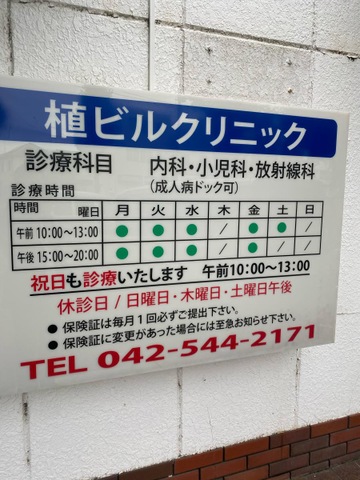 植ビルクリニック
診療科目 内科・小児科・放射線科
(成人病ドック可)
診療時間
時間 曜日 月 火 水 木 金 土 日
午前 10:00～13:00 ● ● ● / ● ● /
午後 15:00～20:00 ● ● ● / ● / /
祝日も診療いたします 午前10:00～13:00
休診日 / 日曜日・木曜日・土曜日午後
● 保険証は毎月1回必ずご提出下さい。
● 保険証に変更があった場合には至急お知らせ下さい。
TEL 042-544-2171